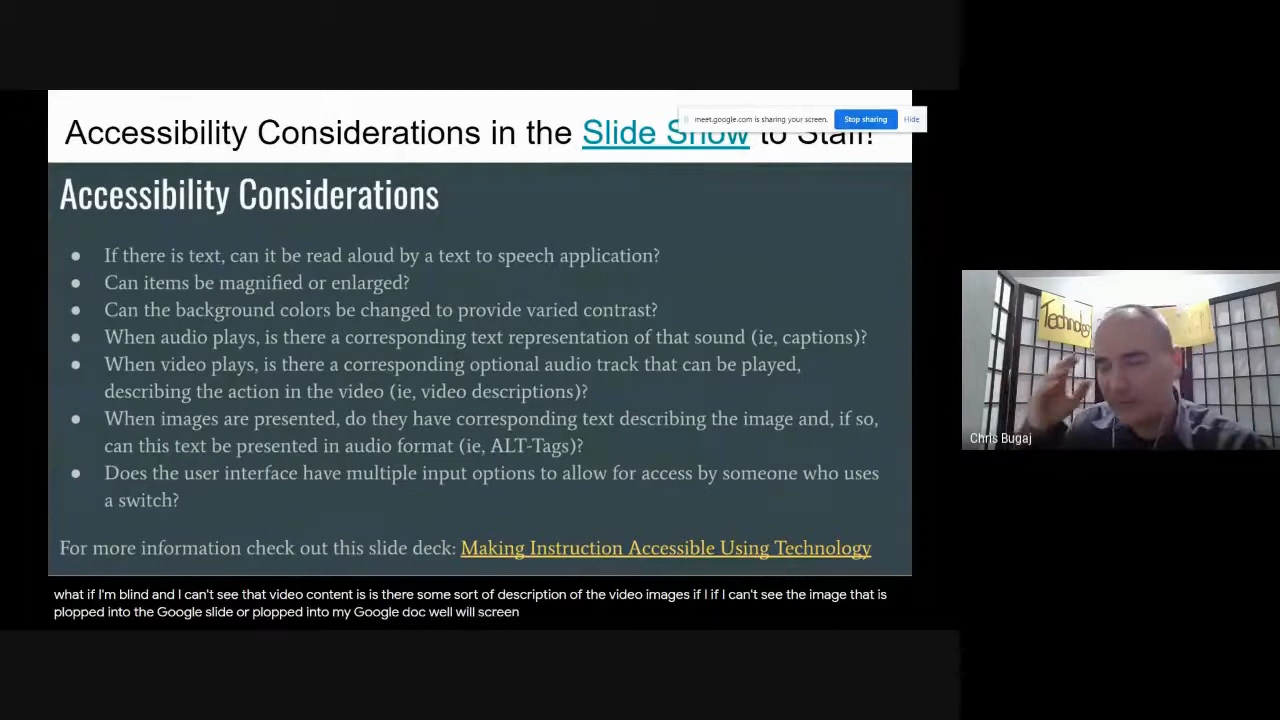 Accessibility Considerations in the Slide Show to Staff!
meet.google.com is sharing your screen.
Stop sharing
Hide
Accessibility Considerations
● If there is text, can it be read aloud by a text to speech application?
● Can items be magnified or enlarged?
● Can the background colors be changed to provide varied contrast?
● When audio plays, is there a corresponding text representation of that sound (ie, captions)?
● When video plays, is there a corresponding optional audio track that can be played,
describing the action in the video (ie, video descriptions)?
● When images are presented, do they have corresponding text describing the image and, if so,
can this text be presented in audio format (ie, ALT-Tags)?
● Does the user interface have multiple input options to allow for access by someone who uses
a switch?
For more information check out this slide deck: Making Instruction Accessible Using Technology
Technology
Chris Bugaj
what if I'm blind and I can't see that video content is is there some sort of description of the video images if I if I can't see the image that is
plopped into the Google slide or plopped into my Google doc well will screen